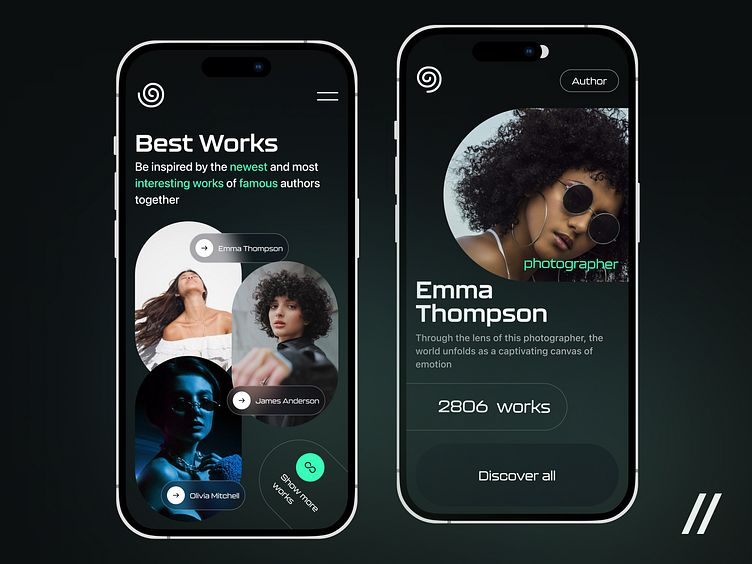 Best Works
Be inspired by the newest and most
interesting works of famous authors
together
Emma Thompson
James Anderson
Olivia Mitchell
Show more
works
Author
photographer
Emma
Thompson
Through the lens of this photographer, the
world unfolds as a captivating canvas of
emotion
2806 works
Discover all